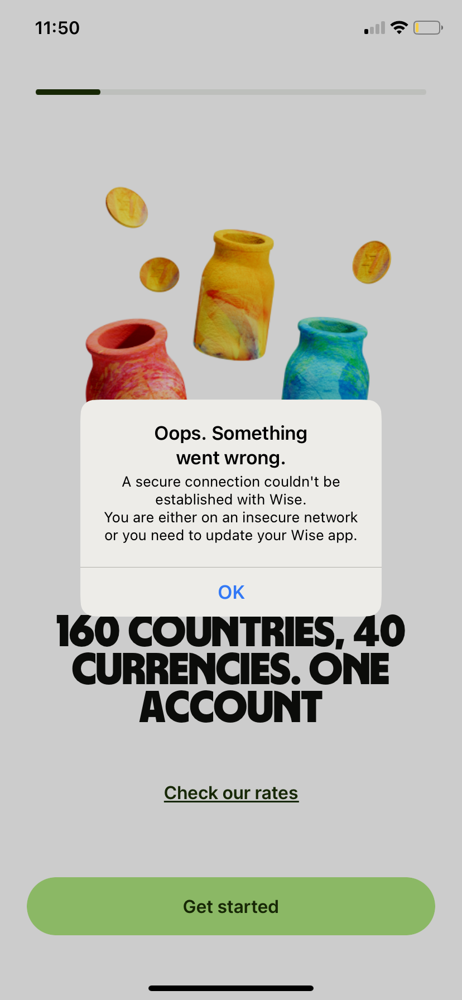 11:50
Oops. Something
went wrong.
A secure connection couldn't be
established with Wise.
You are either on an insecure network
or you need to update your Wise app.
OK
160 COUNTRIES, 40
CURRENCIES. ONE
ACCOUNT
Check our rates
Get started